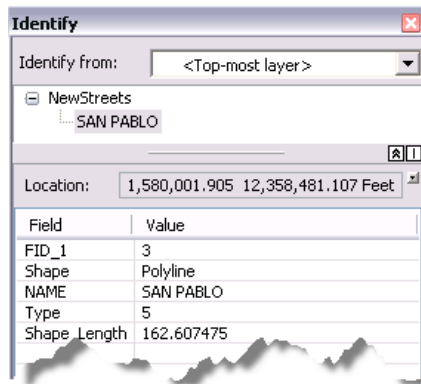 Identify
Identify from: <Top-most layer>
NewStreets
SAN PABLO
Location: 1,580,001.905 12,358,481.107 Feet
Field Value
FID_1 3
Shape Polyline
NAME SAN PABLO
Type 5
Shape_Length 162.607475